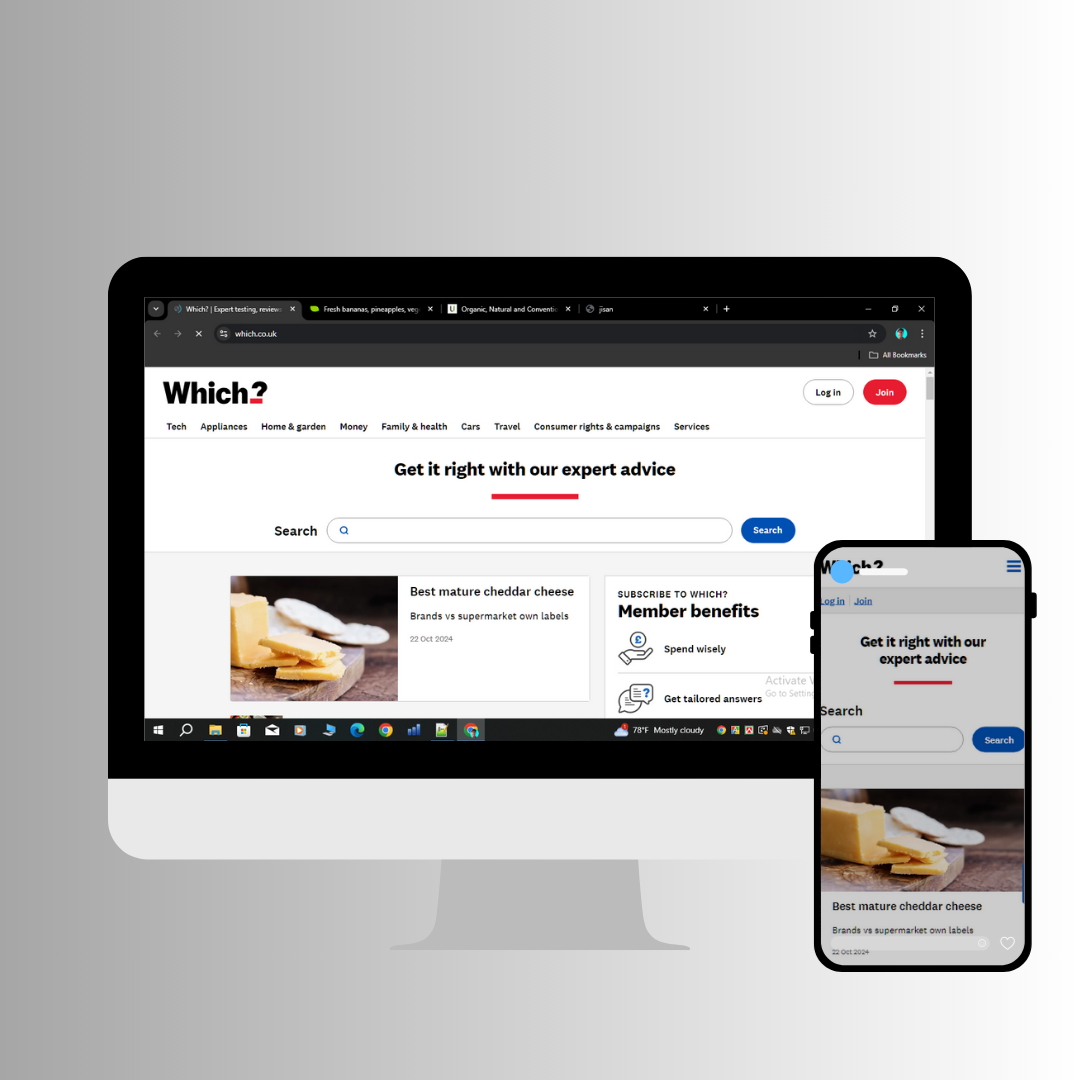 Which? | Expert testing, reviews
Fresh bananas, pineapples, veg
Organic, Natural and Conventio
jisan
which.co.uk
All Bookmarks
Which?
Log in
Join
Tech
Appliances
Home & garden
Money
Family & health
Cars
Travel
Consumer rights & campaigns
Services
Get it right with our expert advice
Search
Search
Best mature cheddar cheese
Brands vs supermarket own labels
22 Oct 2024
SUBSCRIBE TO WHICH?
Member benefits
Spend wisely
Get tailored answers
Activate
Go to Settin
78°F Mostly cloudy
Which?
Log in
Join
Get it right with our
expert advice
Search
Search
Best mature cheddar cheese
Brands vs supermarket own labels
22 Oct 2024